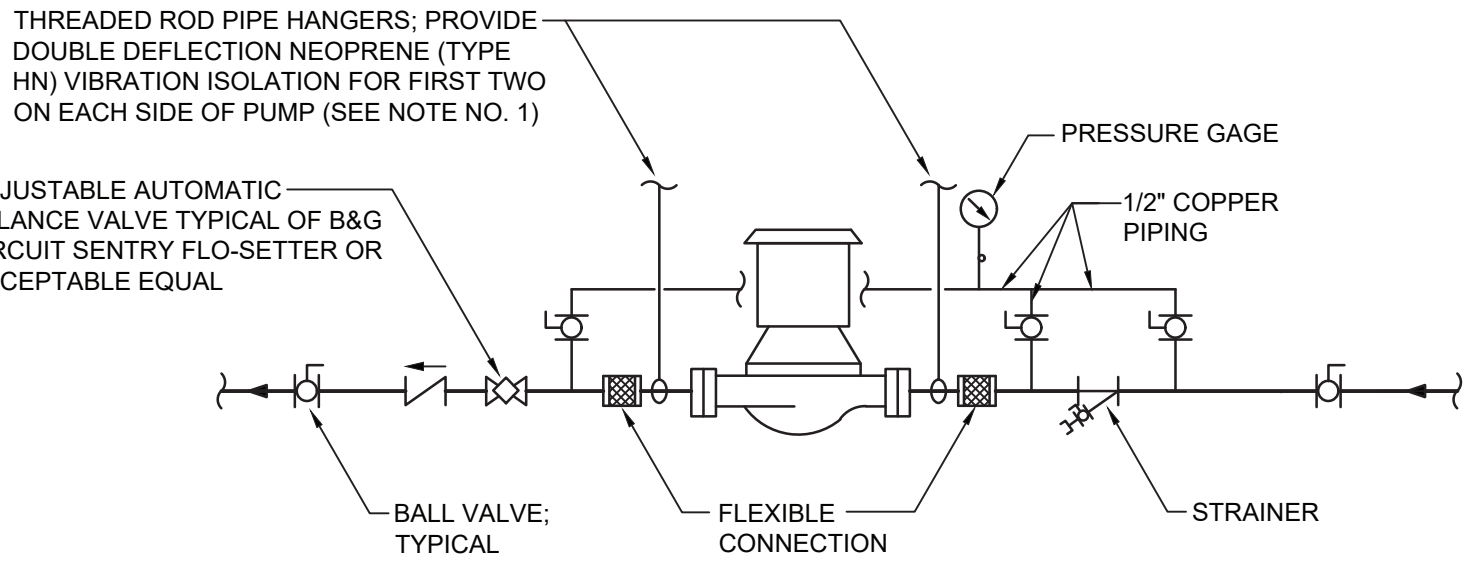 THREADED ROD PIPE HANGERS; PROVIDE
DOUBLE DEFLECTION NEOPRENE (TYPE
HN) VIBRATION ISOLATION FOR FIRST TWO
ON EACH SIDE OF PUMP (SEE NOTE NO. 1)
PRESSURE GAGE
JUSTABLE AUTOMATIC
LANCE VALVE TYPICAL OF B&G
RCUIT SENTRY FLO-SETTER OR
CEPTABLE EQUAL
1/2" COPPER
PIPING
BALL VALVE;
TYPICAL
FLEXIBLE
CONNECTION
STRAINER